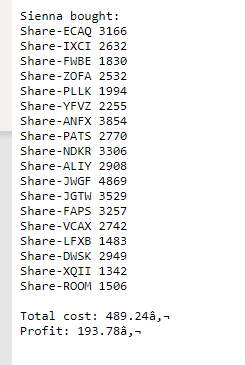 Sienna bought:
Share-ECAQ 3166
Share-IXCI 2632
Share-FWBE 1830
Share-ZOFA 2532
Share-PLLK 1994
Share-YFVZ 2255
Share-ANFX 3854
Share-PATS 2770
Share-NDKR 3306
Share-ALIY 2908
Share-JWGF 4869
Share-JGTW 3529
Share-FAPS 3257
Share-VCAX 2742
Share-LFXB 1483
Share-DWSK 2949
Share-XQII 1342
Share-ROOM 1506
Total cost: 489.24â‚¬
Profit: 193.78â‚¬